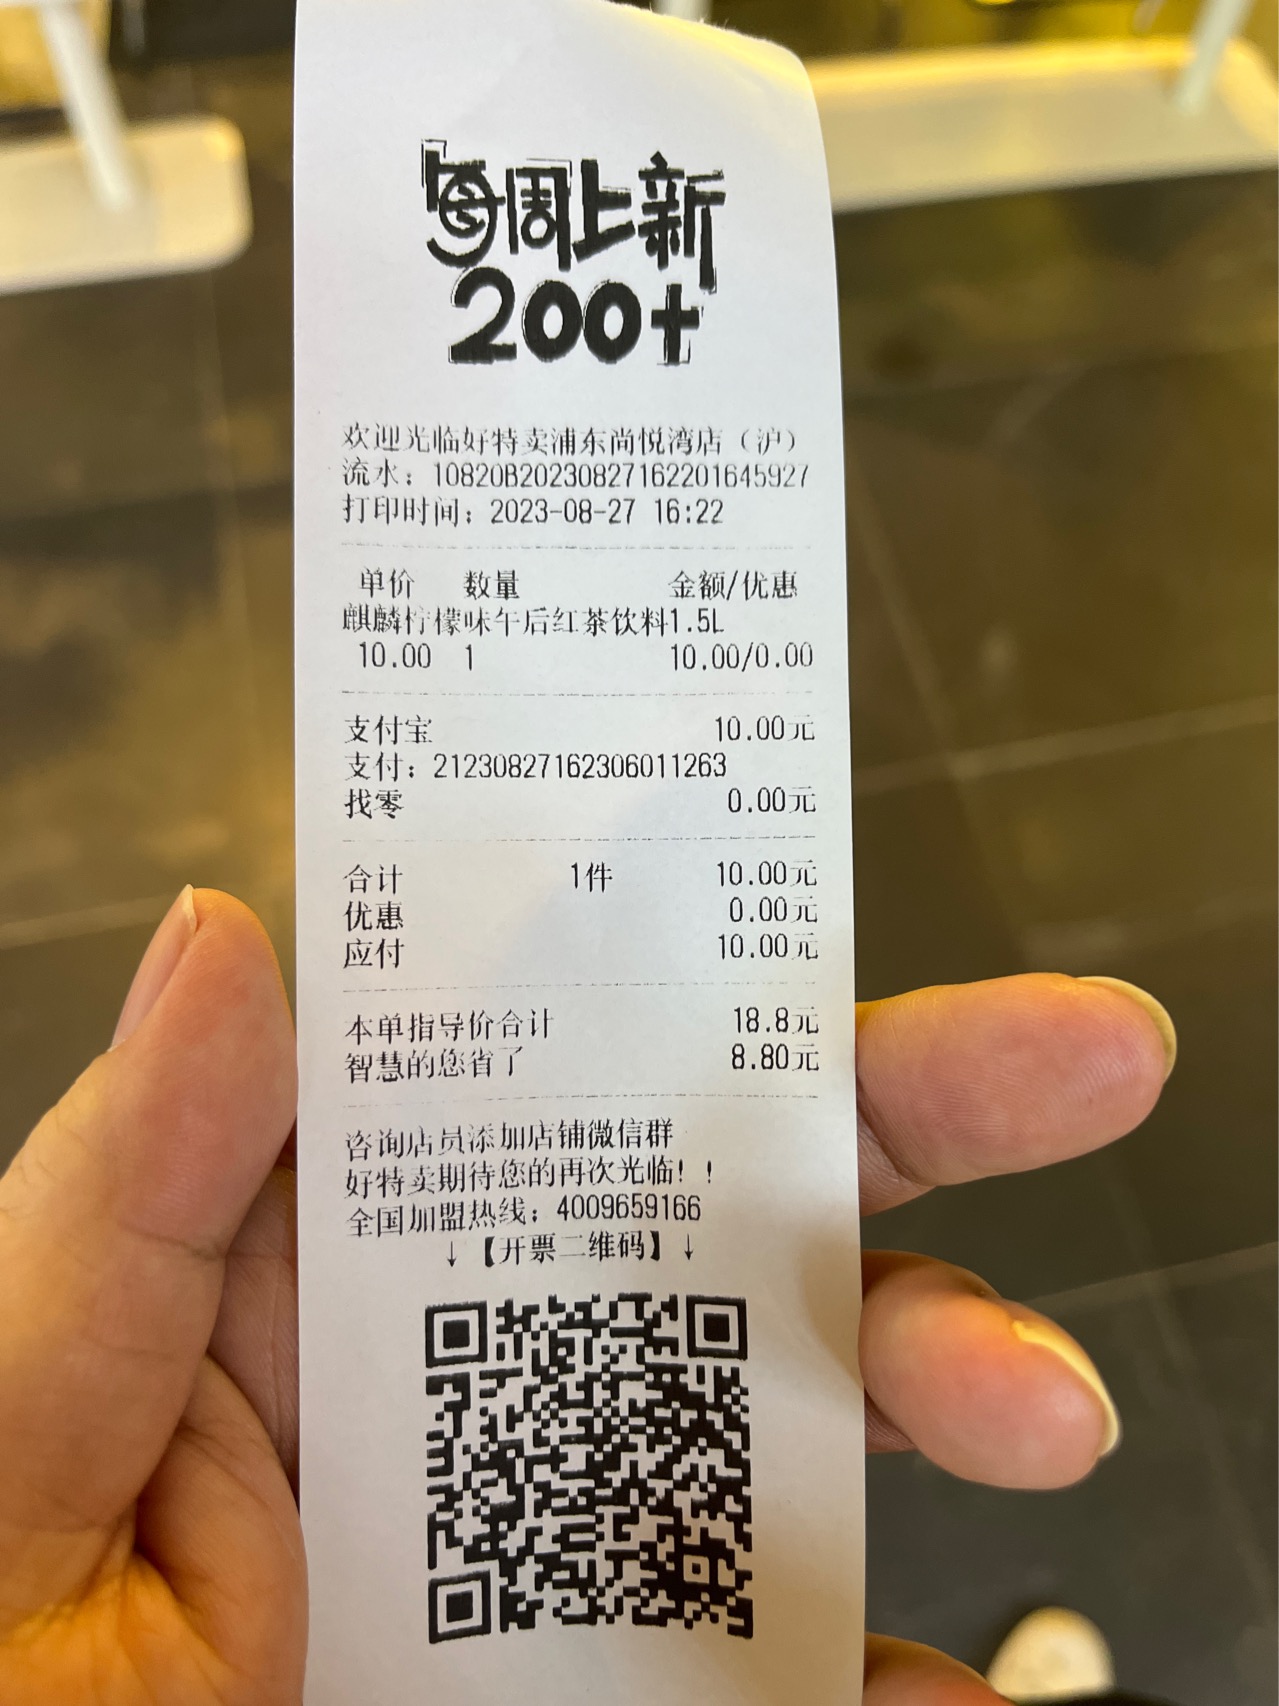 每周上新
200+
欢迎光临好特卖浦东尚悦湾店（沪）
流水：10820B20230827162201645927
打印时间：2023-08-27 16:22
单价 数量 金额/优惠
麒麟柠檬味午后红茶饮料1.5L
10.00 1 10.00/0.00
支付宝 10.00元
支付：21230827162306011263
找零 0.00元
合计 1件 10.00元
优惠 0.00元
应付 10.00元
本单指导价合计 18.8元
智慧的您省了 8.80元
咨询店员添加店铺微信群
好特卖期待您的再次光临！！
全国加盟热线：4009659166
↓【开票二维码】↓